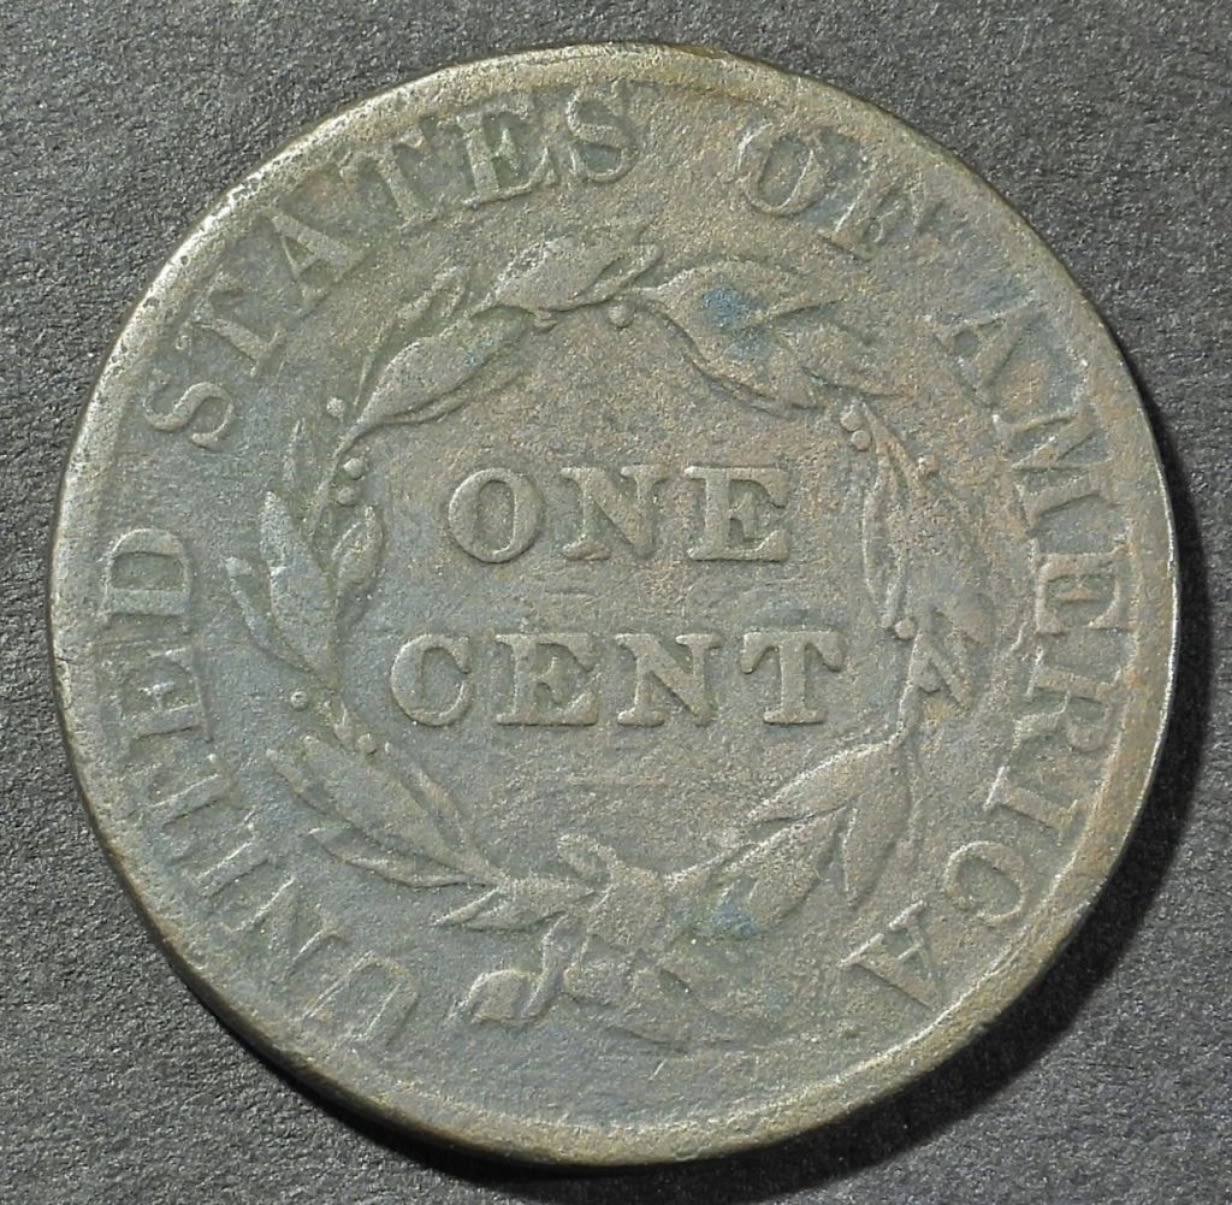 UNITED STATES OF AMERICA
ONE
CENT